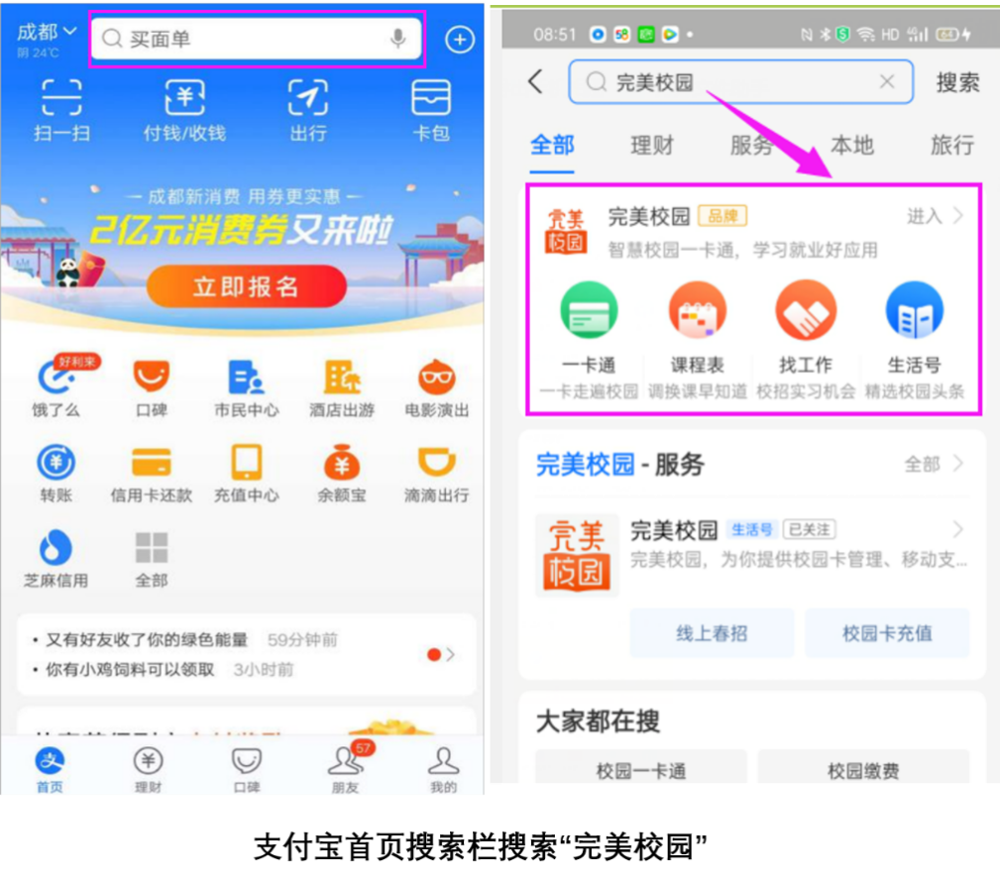 成都
阴 24℃
买面单
扫一扫
付钱/收钱
出行
卡包
成都新消费 用券更实惠
2亿元消费券又来啦
立即报名
好利来
饿了么
口碑
市民中心
酒店出游
电影演出
转账
信用卡还款
充值中心
余额宝
滴滴出行
芝麻信用
全部
• 又有好友收了你的绿色能量 59分钟前
• 你有小鸡饲料可以领取 3小时前
57
首页
理财
口碑
朋友
我的
08:51
58
HD
64
完美校园
搜索
全部
理财
服务
本地
旅行
完美校园
完美校园
品牌
进入
智慧校园一卡通，学习就业好应用
一卡通
课程表
找工作
生活号
一卡走遍校园
调换课早知道
校招实习机会
精选校园头条
完美校园 - 服务
全部
完美校园
完美校园
生活号
已关注
完美校园，为你提供校园卡管理、移动支...
线上春招
校园卡充值
大家都在搜
校园一卡通
校园缴费
支付宝首页搜索栏搜索“完美校园”